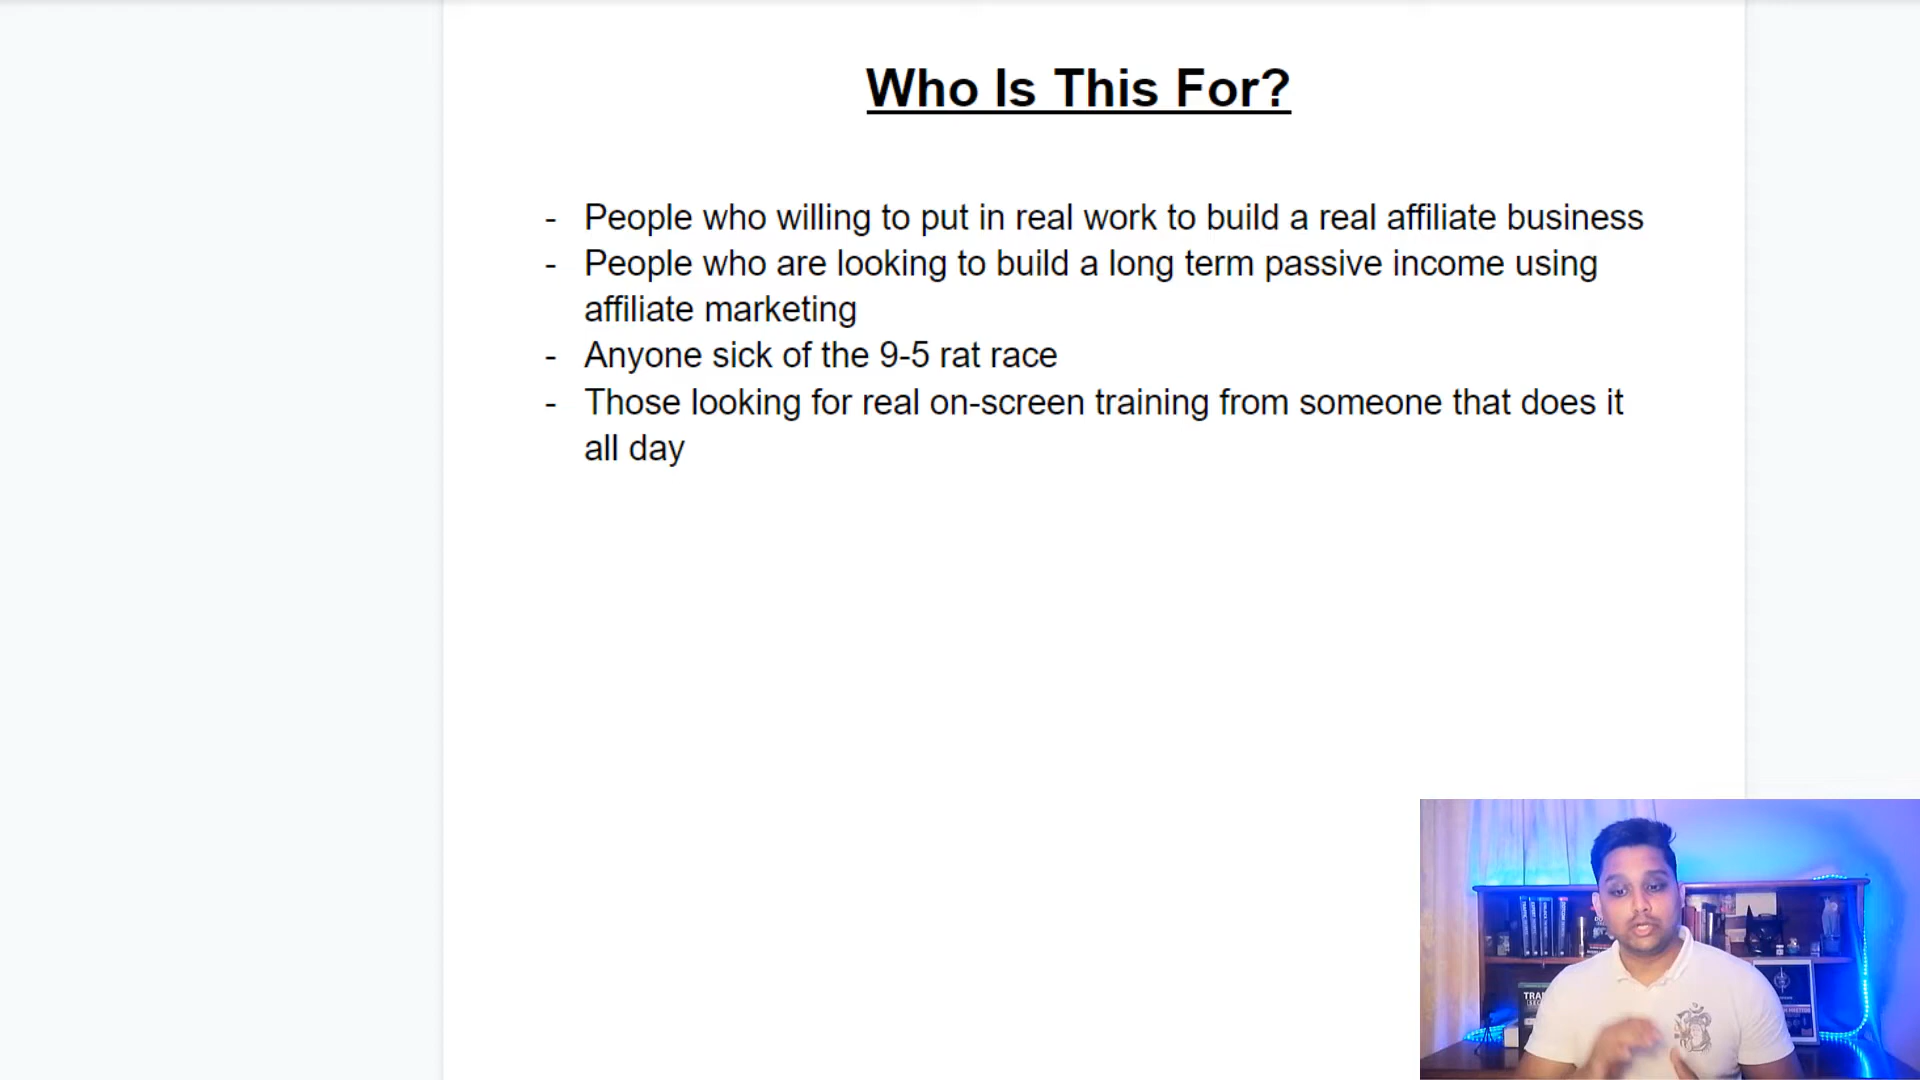 Who Is This For?
- People who willing to put in real work to build a real affiliate business
- People who are looking to build a long term passive income using
affiliate marketing
- Anyone sick of the 9-5 rat race
- Those looking for real on-screen training from someone that does it
all day